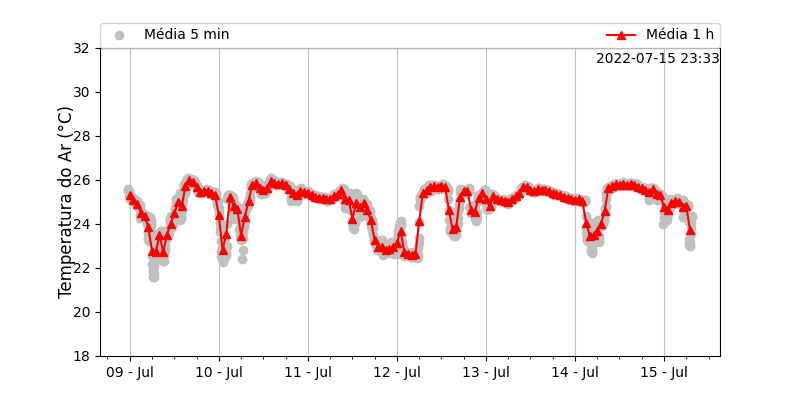 Média 5 min
Média 1 h
2022-07-15 23:33
Temperatura do Ar (°C)
32
30
28
26
24
22
20
18
09 - Jul
10 - Jul
11 - Jul
12 - Jul
13 - Jul
14 - Jul
15 - Jul